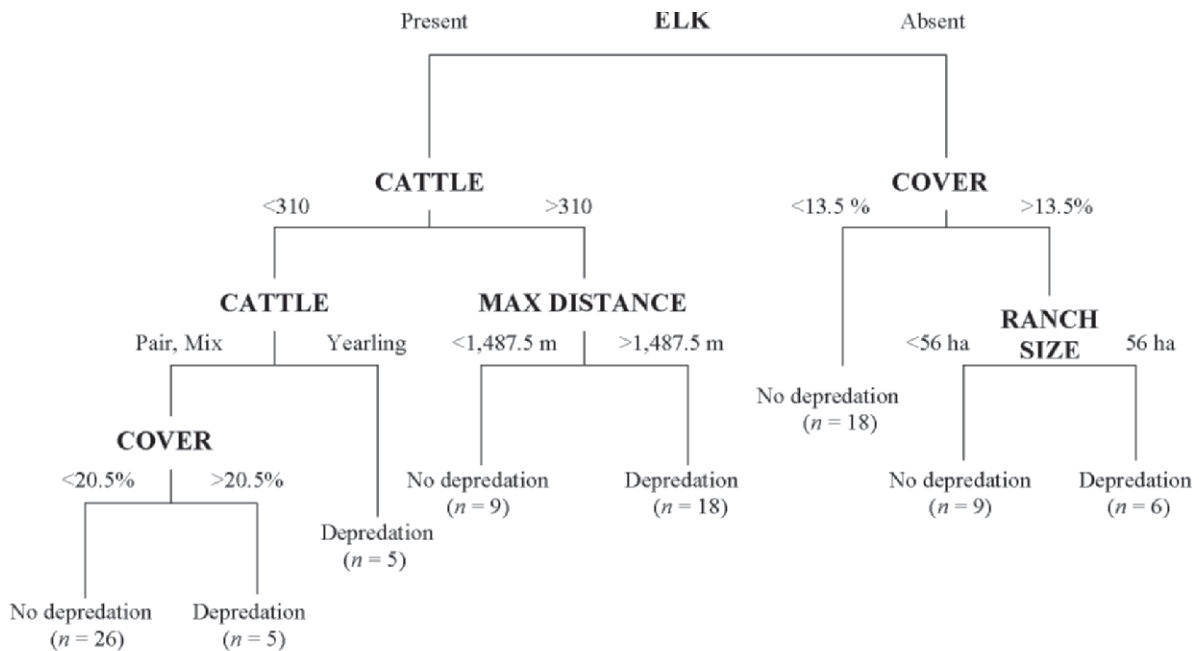 Present ELK Absent
CATTLE COVER
<310 >310 <13.5 % >13.5%
CATTLE MAX DISTANCE RANCH SIZE
Pair, Mix Yearling <1,487.5 m >1,487.5 m <56 ha 56 ha
No depredation
(n = 18)
COVER
<20.5% >20.5%
No depredation Depredation No depredation Depredation
(n = 9) (n = 18) (n = 9) (n = 6)
Depredation
(n = 5)
No depredation Depredation
(n = 26) (n = 5)